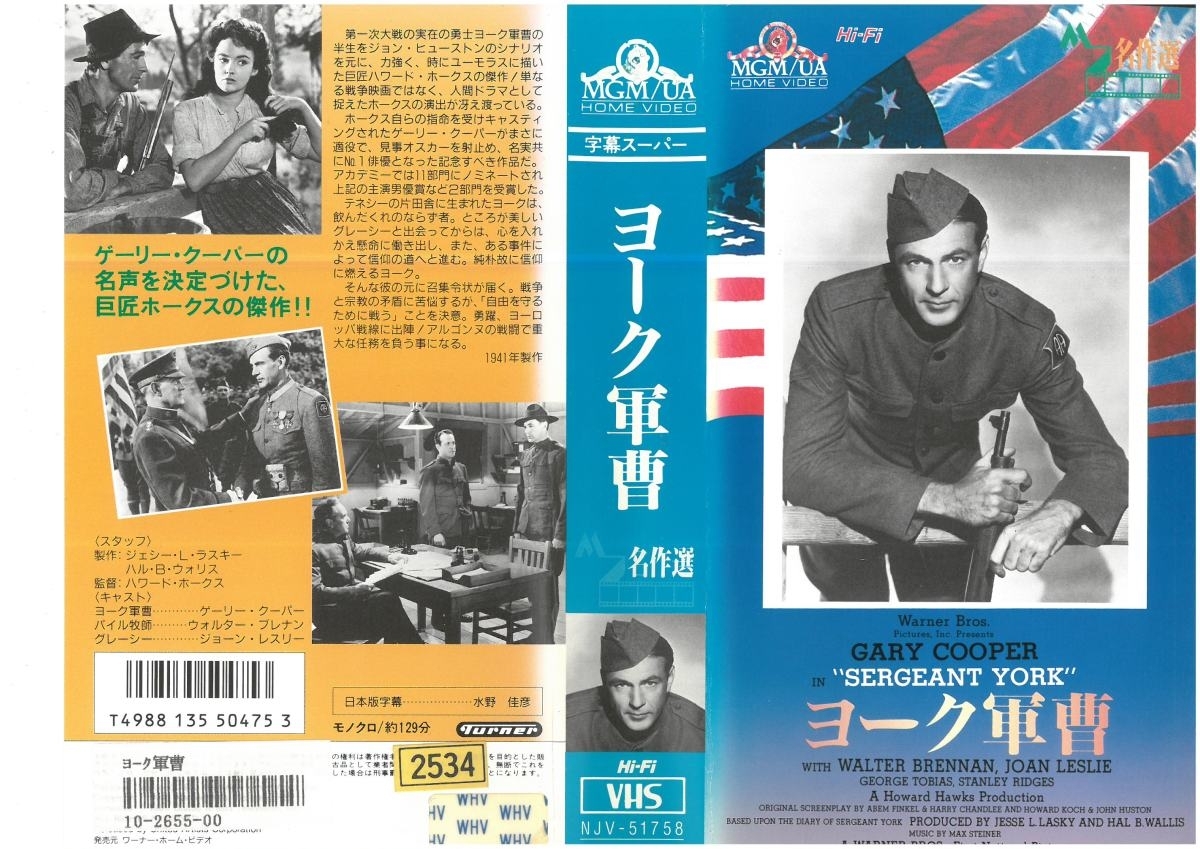 第一次大戦の実在の勇士ヨーク軍曹の
半生をジョン・ヒューストンのシナリオ
を元に、力強く、時にユーモラスに描い
た巨匠ハワード・ホークスの傑作!単な
る戦争映画ではなく、人間ドラマとして
捉えたホークスの演出が冴え渡っている。
ホークス自らの指命を受けキャスティ
ングされたゲーリー・クーパーがまさに
適役で、見事オスカーを射止め、名実共
にNo.1俳優となった記念すべき作品だ。
アカデミーでは11部門にノミネートされ
上記の主演男優賞など2部門を受賞した。
テネシーの片田舎に生まれたヨークは、
飲んだくれのならず者。ところが美しい
グレーシーと出会ってからは、心を入れ
かえ懸命に働き出し、また、ある事件に
よって信仰の道へと進む。純朴故に信仰
に燃えるヨーク。
そんな彼の元に召集令状が届く。戦争
と宗教の矛盾に苦悩するが、「自由を守る
ために戦う」ことを決意。勇躍、ヨーロ
ッパ戦線に出陣!アルゴンヌの戦闘で重
大な任務を負う事になる。
1941年製作
ゲーリー・クーパーの
名声を決定づけた、
巨匠ホークスの傑作!!
〈スタッフ〉
製作:ジェシー・L・ラスキー
ハル・B・ウォリス
監督:ハワード・ホークス
〈キャスト〉
ヨーク軍曹…………ゲーリー・クーパー
パイル牧師…………ウォルター・ブレナン
グレーシー…………ジョーン・レスリー
T4988 135 50475 3
日本版字幕…………………水野 佳彦
モノクロ/約129分
Turner
ヨーク軍曹
10-2655-00
発売元 ワーナー・ホーム・ビデオ
2534
WHV WHV
WHV WHV
WHV WHV
MGM/UA
HOME VIDEO
字幕スーパー
ヨーク軍曹
名作選
Hi-Fi
VHS
NJV-51758
MGM/UA
HOME VIDEO
Hi-Fi
名作選
Warner Bros.
Pictures, Inc. Presents
GARY COOPER
IN "SERGEANT YORK"
ヨーク軍曹
WITH WALTER BRENNAN, JOAN LESLIE
GEORGE TOBIAS, STANLEY RIDGES
A Howard Hawks Production
ORIGINAL SCREENPLAY BY ABEM FINKEL & HARRY CHANDLEE AND HOWARD KOCH & JOHN HUSTON
BASED UPON THE DIARY OF SERGEANT YORK PRODUCED BY JESSE L. LASKY AND HAL B. WALLIS
MUSIC BY MAX STEINER